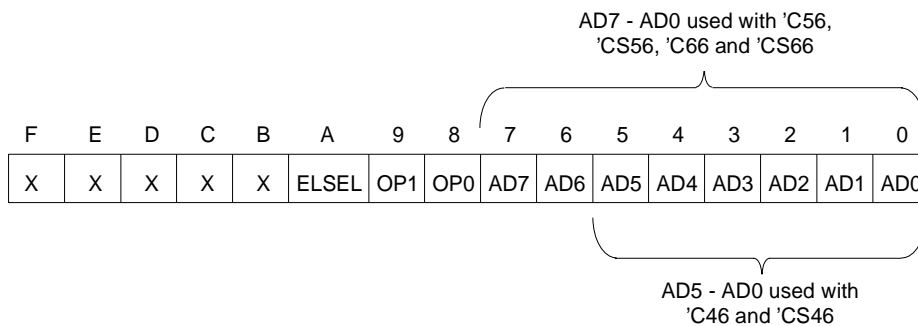 AD7 - AD0 used with 'C56,
'CS56, 'C66 and 'CS66
F E D C B A 9 8 7 6 5 4 3 2 1 0
X X X X X ELSEL OP1 OP0 AD7 AD6 AD5 AD4 AD3 AD2 AD1 AD0
AD5 - AD0 used with
'C46 and 'CS46